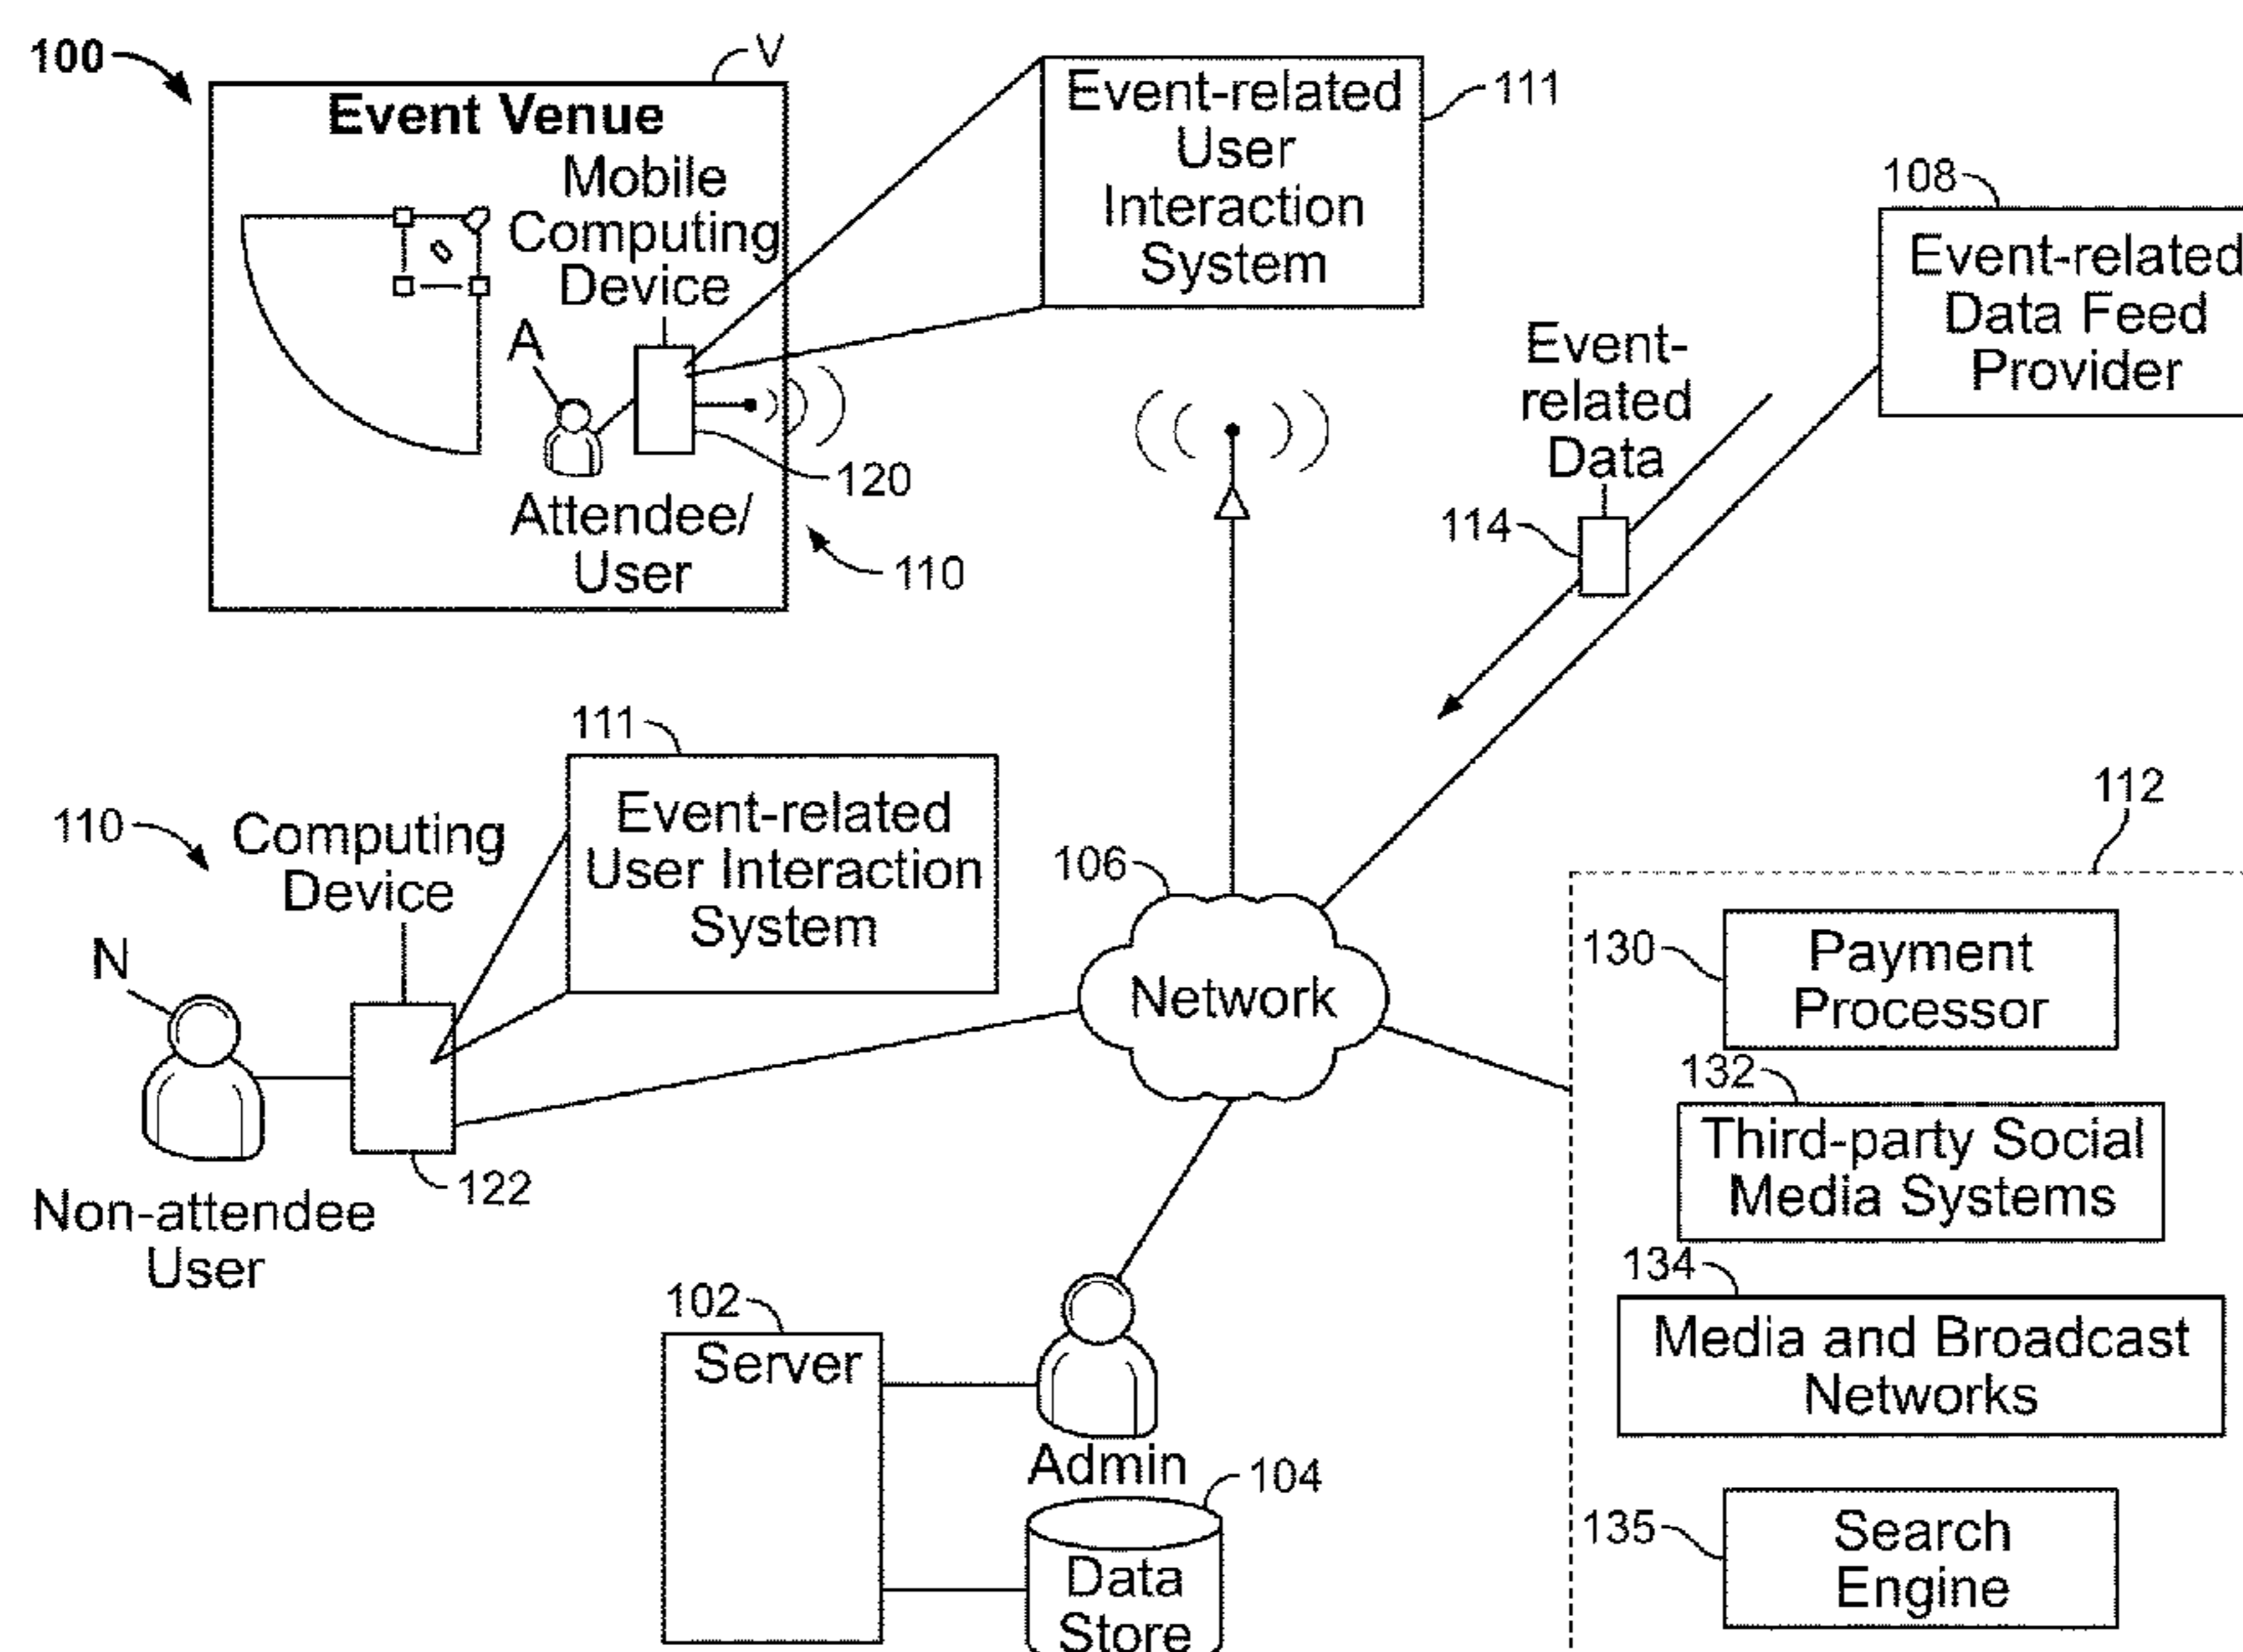 100
V
Event Venue
Mobile
Computing
Device
A
120
Attendee/
User
110
Event-related
User
Interaction
System
111
108
Event-related
Data Feed
Provider
Event-
related
Data
114
111
Event-related
User Interaction
System
110
Computing
Device
N
122
Non-attendee
User
106
Network
112
130
Payment
Processor
132
Third-party Social
Media Systems
134
Media and Broadcast
Networks
135
Search
Engine
102
Server
Admin
104
Data
Store